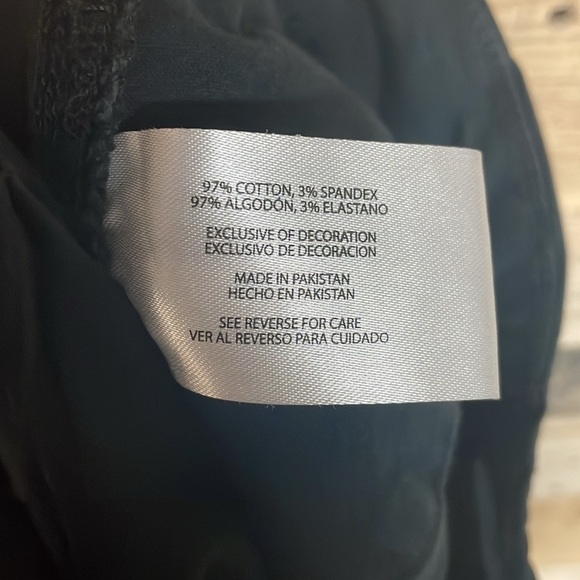 97% COTTON, 3% SPANDEX
97% ALGODÓN, 3% ELASTANO
EXCLUSIVE OF DECORATION
EXCLUSIVO DE DECORACION
MADE IN PAKISTAN
HECHO EN PAKISTAN
SEE REVERSE FOR CARE
VER AL REVERSO PARA CUIDADO